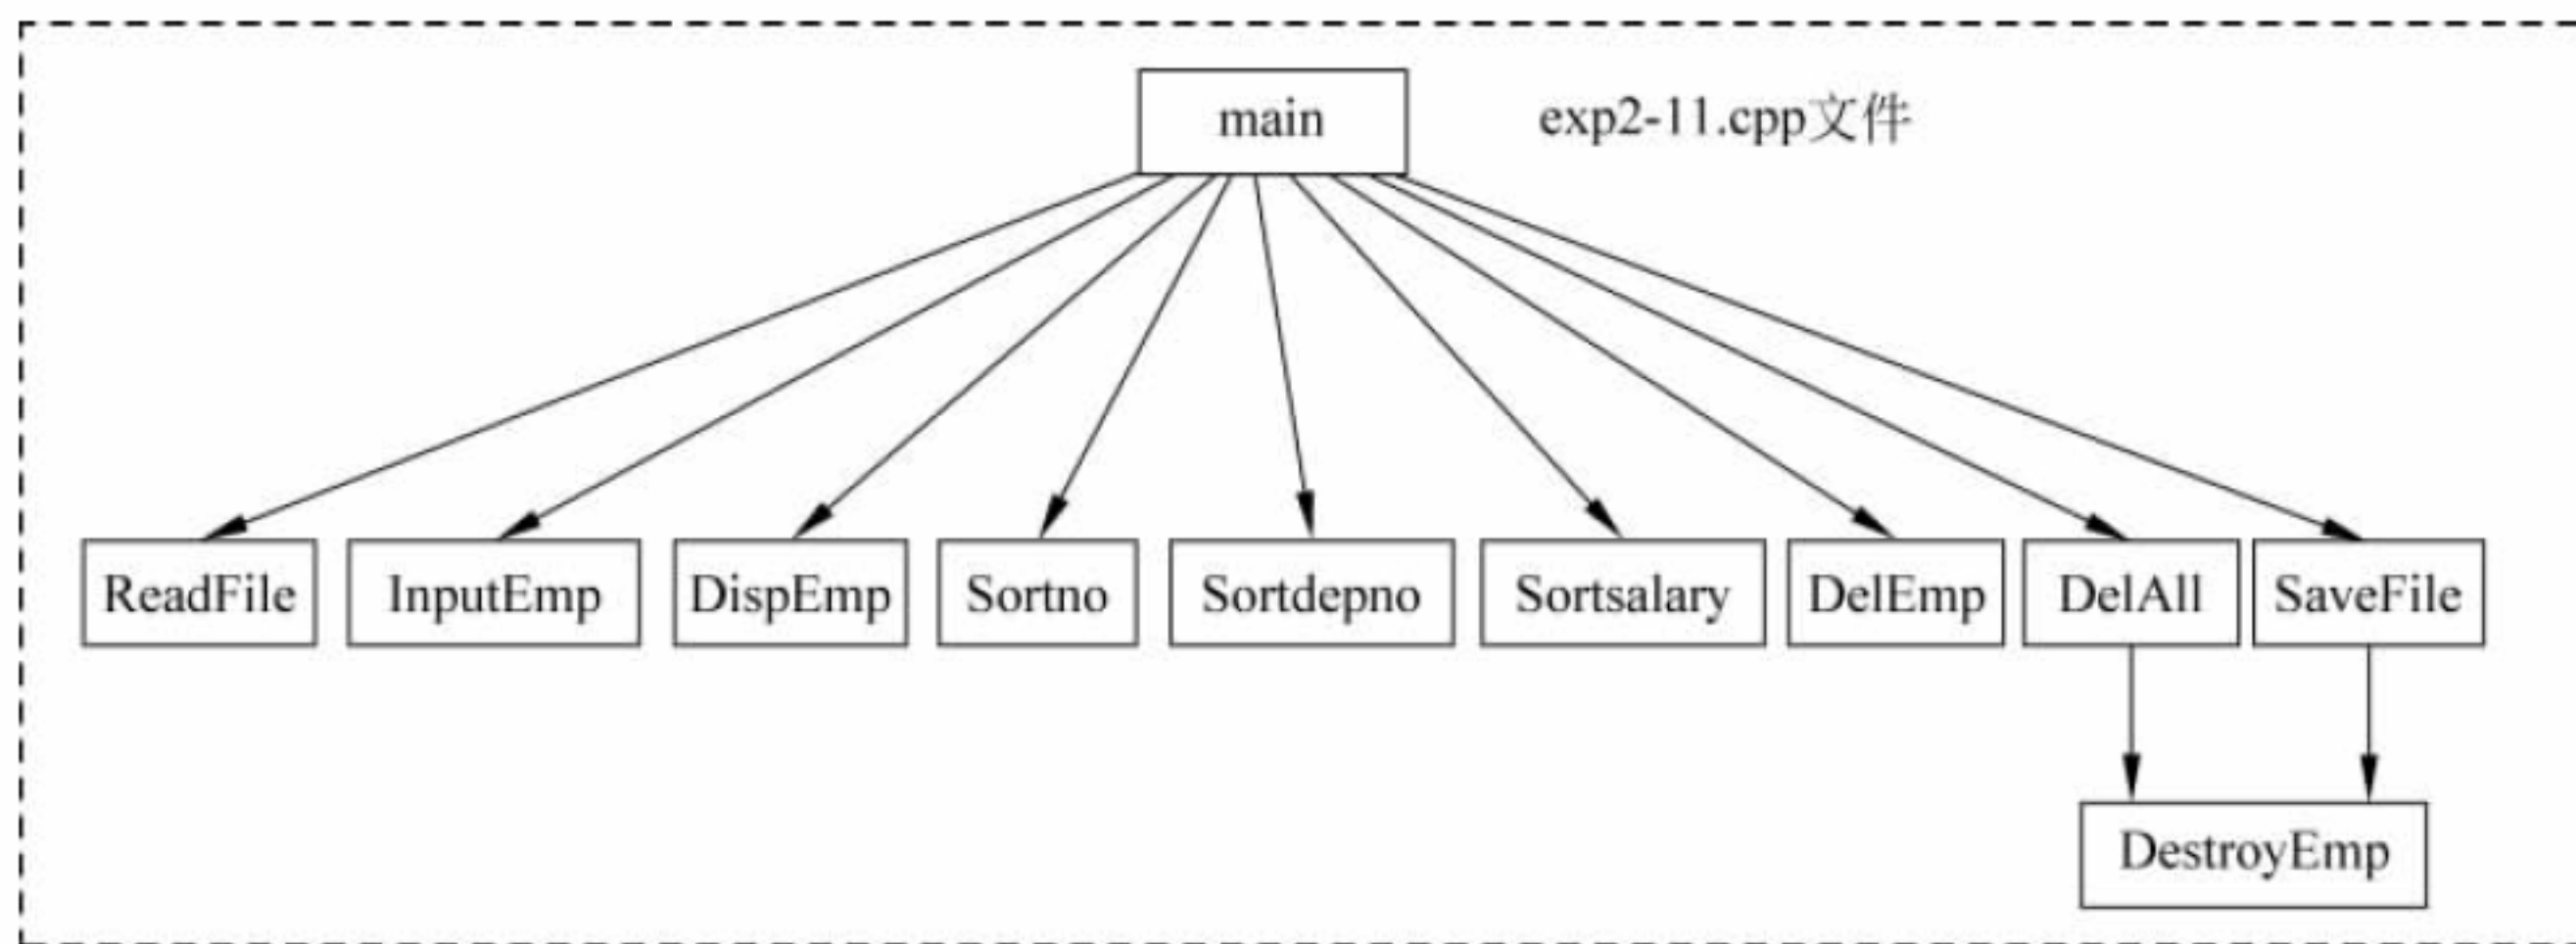 main
exp2-11.cpp文件
ReadFile
InputEmp
DispEmp
Sortno
Sortdepno
Sortsalary
DelEmp
DelAll
SaveFile
DestroyEmp